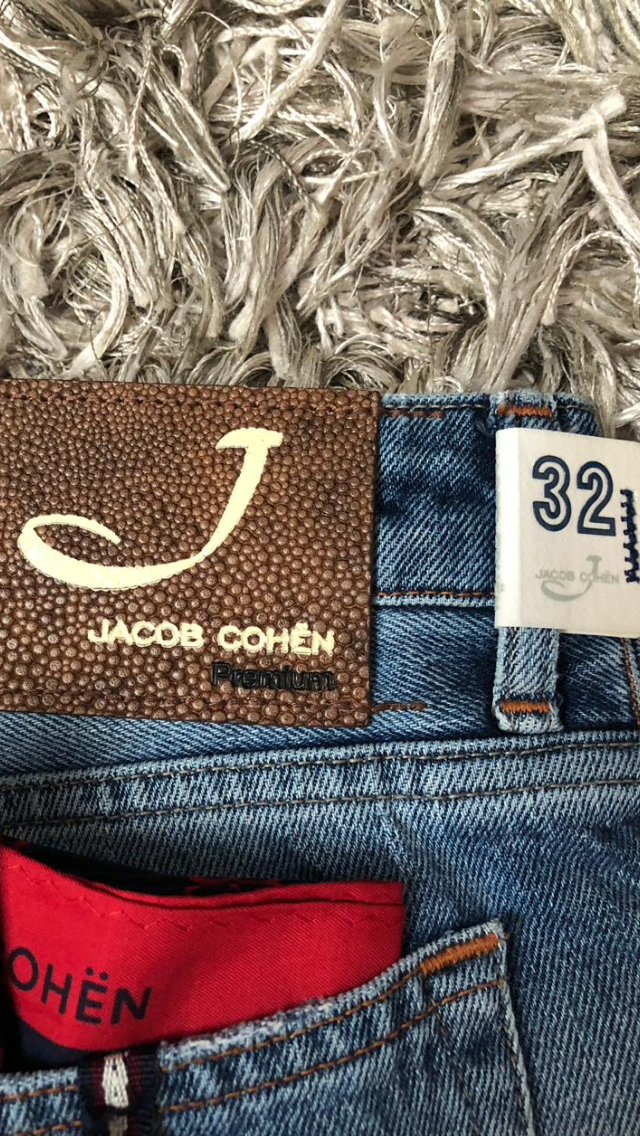 J
JACOB COHËN
Premium
32
JACOB COHËN
OHËN